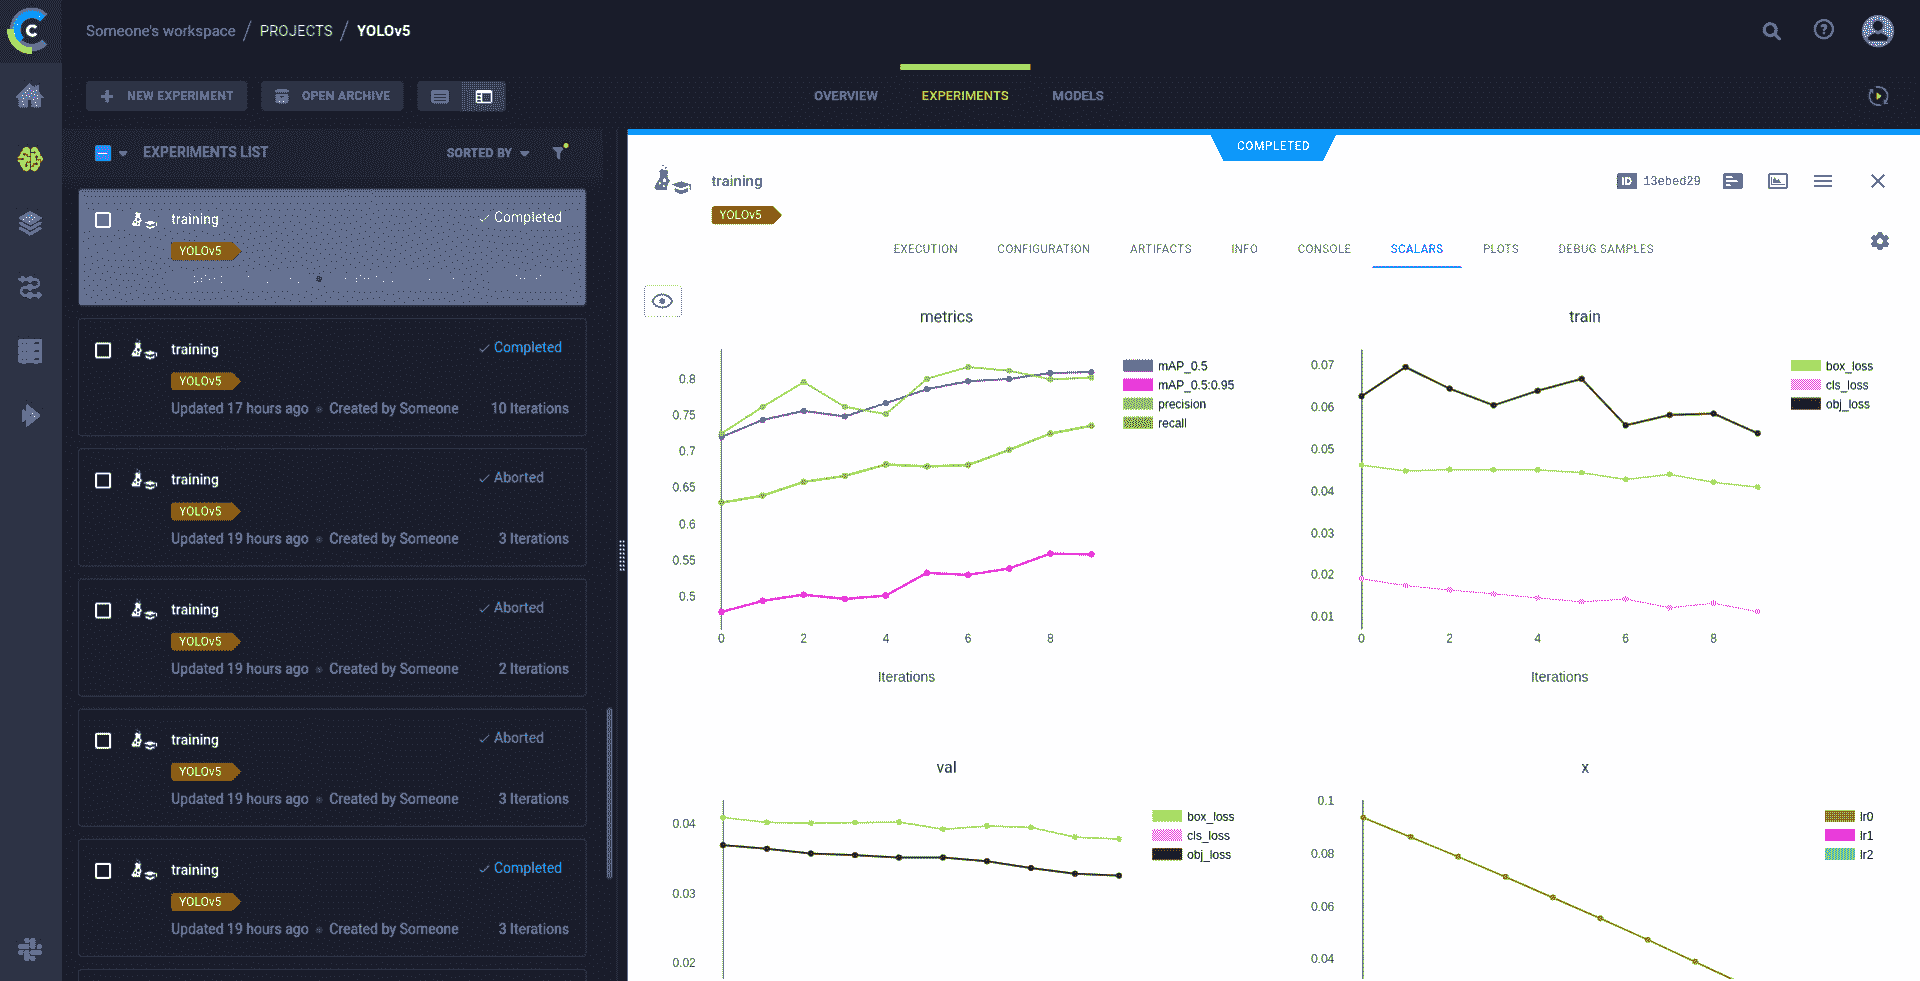 Someone's workspace / PROJECTS / YOLOv5
NEW EXPERIMENT
OPEN ARCHIVE
OVERVIEW
EXPERIMENTS
MODELS
EXPERIMENTS LIST
SORTED BY
training
Completed
YOLOv5
training
Completed
YOLOv5
Updated 17 hours ago
Created by Someone
10 Iterations
training
Aborted
YOLOv5
Updated 19 hours ago
Created by Someone
3 Iterations
training
Aborted
YOLOv5
Updated 19 hours ago
Created by Someone
2 Iterations
training
Aborted
YOLOv5
Updated 19 hours ago
Created by Someone
3 Iterations
training
Completed
YOLOv5
Updated 19 hours ago
Created by Someone
3 Iterations
COMPLETED
training
ID 13ebed29
YOLOv5
EXECUTION
CONFIGURATION
ARTIFACTS
INFO
CONSOLE
SCALARS
PLOTS
DEBUG SAMPLES
metrics
0.8
0.75
0.7
0.65
0.6
0.55
0.5
0 2 4 6 8
Iterations
mAP_0.5
mAP_0.5:0.95
precision
recall
train
0.07
0.06
0.05
0.04
0.03
0.02
0.01
0 2 4 6 8
Iterations
box_loss
cls_loss
obj_loss
val
0.04
0.03
0.02
box_loss
cls_loss
obj_loss
x
0.1
0.08
0.06
0.04
lr0
lr1
lr2